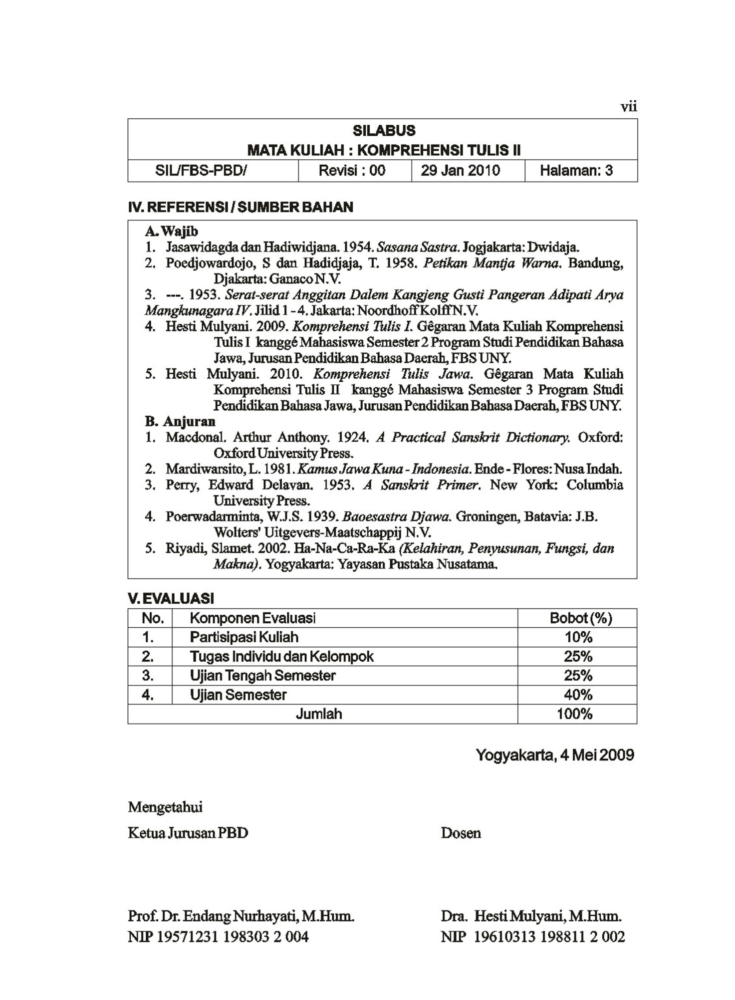 vii
SILABUS
MATA KULIAH : KOMPREHENSI TULIS II
SIL/FBS-PBD/ Revisi : 00 29 Jan 2010 Halaman: 3
IV. REFERENSI / SUMBER BAHAN
A. Wajib
1. Jasawidagda dan Hadiwidjana. 1954. Sasana Sastra. Jogjakarta: Dwidaja.
2. Poedjowardojo, S dan Hadidjaja, T. 1958. Petikan Mantja Warna. Bandung,
Djakarta: Ganaco N.V.
3. ---. 1953. Serat-serat Anggitan Dalem Kangjeng Gusti Pangeran Adipati Arya
Mangkunagara IV. Jilid 1 - 4. Jakarta: Noordhoff Kolff N.V.
4. Hesti Mulyani. 2009. Komprehensi Tulis I. Gêgaran Mata Kuliah Komprehensi
Tulis I kanggé Mahasiswa Semester 2 Program Studi Pendidikan Bahasa
Jawa, Jurusan Pendidikan Bahasa Daerah, FBS UNY.
5. Hesti Mulyani. 2010. Komprehensi Tulis Jawa. Gêgaran Mata Kuliah
Komprehensi Tulis II kanggé Mahasiswa Semester 3 Program Studi
Pendidikan Bahasa Jawa, Jurusan Pendidikan Bahasa Daerah, FBS UNY.
B. Anjuran
1. Macdonal. Arthur Anthony. 1924. A Practical Sanskrit Dictionary. Oxford:
Oxford University Press.
2. Mardiwarsito, L. 1981. Kamus Jawa Kuna - Indonesia. Ende - Flores: Nusa Indah.
3. Perry, Edward Delavan. 1953. A Sanskrit Primer. New York: Columbia
University Press.
4. Poerwadarminta, W.J.S. 1939. Baoesastra Djawa. Groningen, Batavia: J.B.
Wolters' Uitgevers-Maatschappij N.V.
5. Riyadi, Slamet. 2002. Ha-Na-Ca-Ra-Ka (Kelahiran, Penyusunan, Fungsi, dan
Makna). Yogyakarta: Yayasan Pustaka Nusatama.
V. EVALUASI
No. Komponen Evaluasi Bobot (%)
1. Partisipasi Kuliah 10%
2. Tugas Individu dan Kelompok 25%
3. Ujian Tengah Semester 25%
4. Ujian Semester 40%
Jumlah 100%
Yogyakarta, 4 Mei 2009
Mengetahui
Ketua Jurusan PBD Dosen
Prof. Dr. Endang Nurhayati, M.Hum. Dra. Hesti Mulyani, M.Hum.
NIP 19571231 198303 2 004 NIP 19610313 198811 2 002